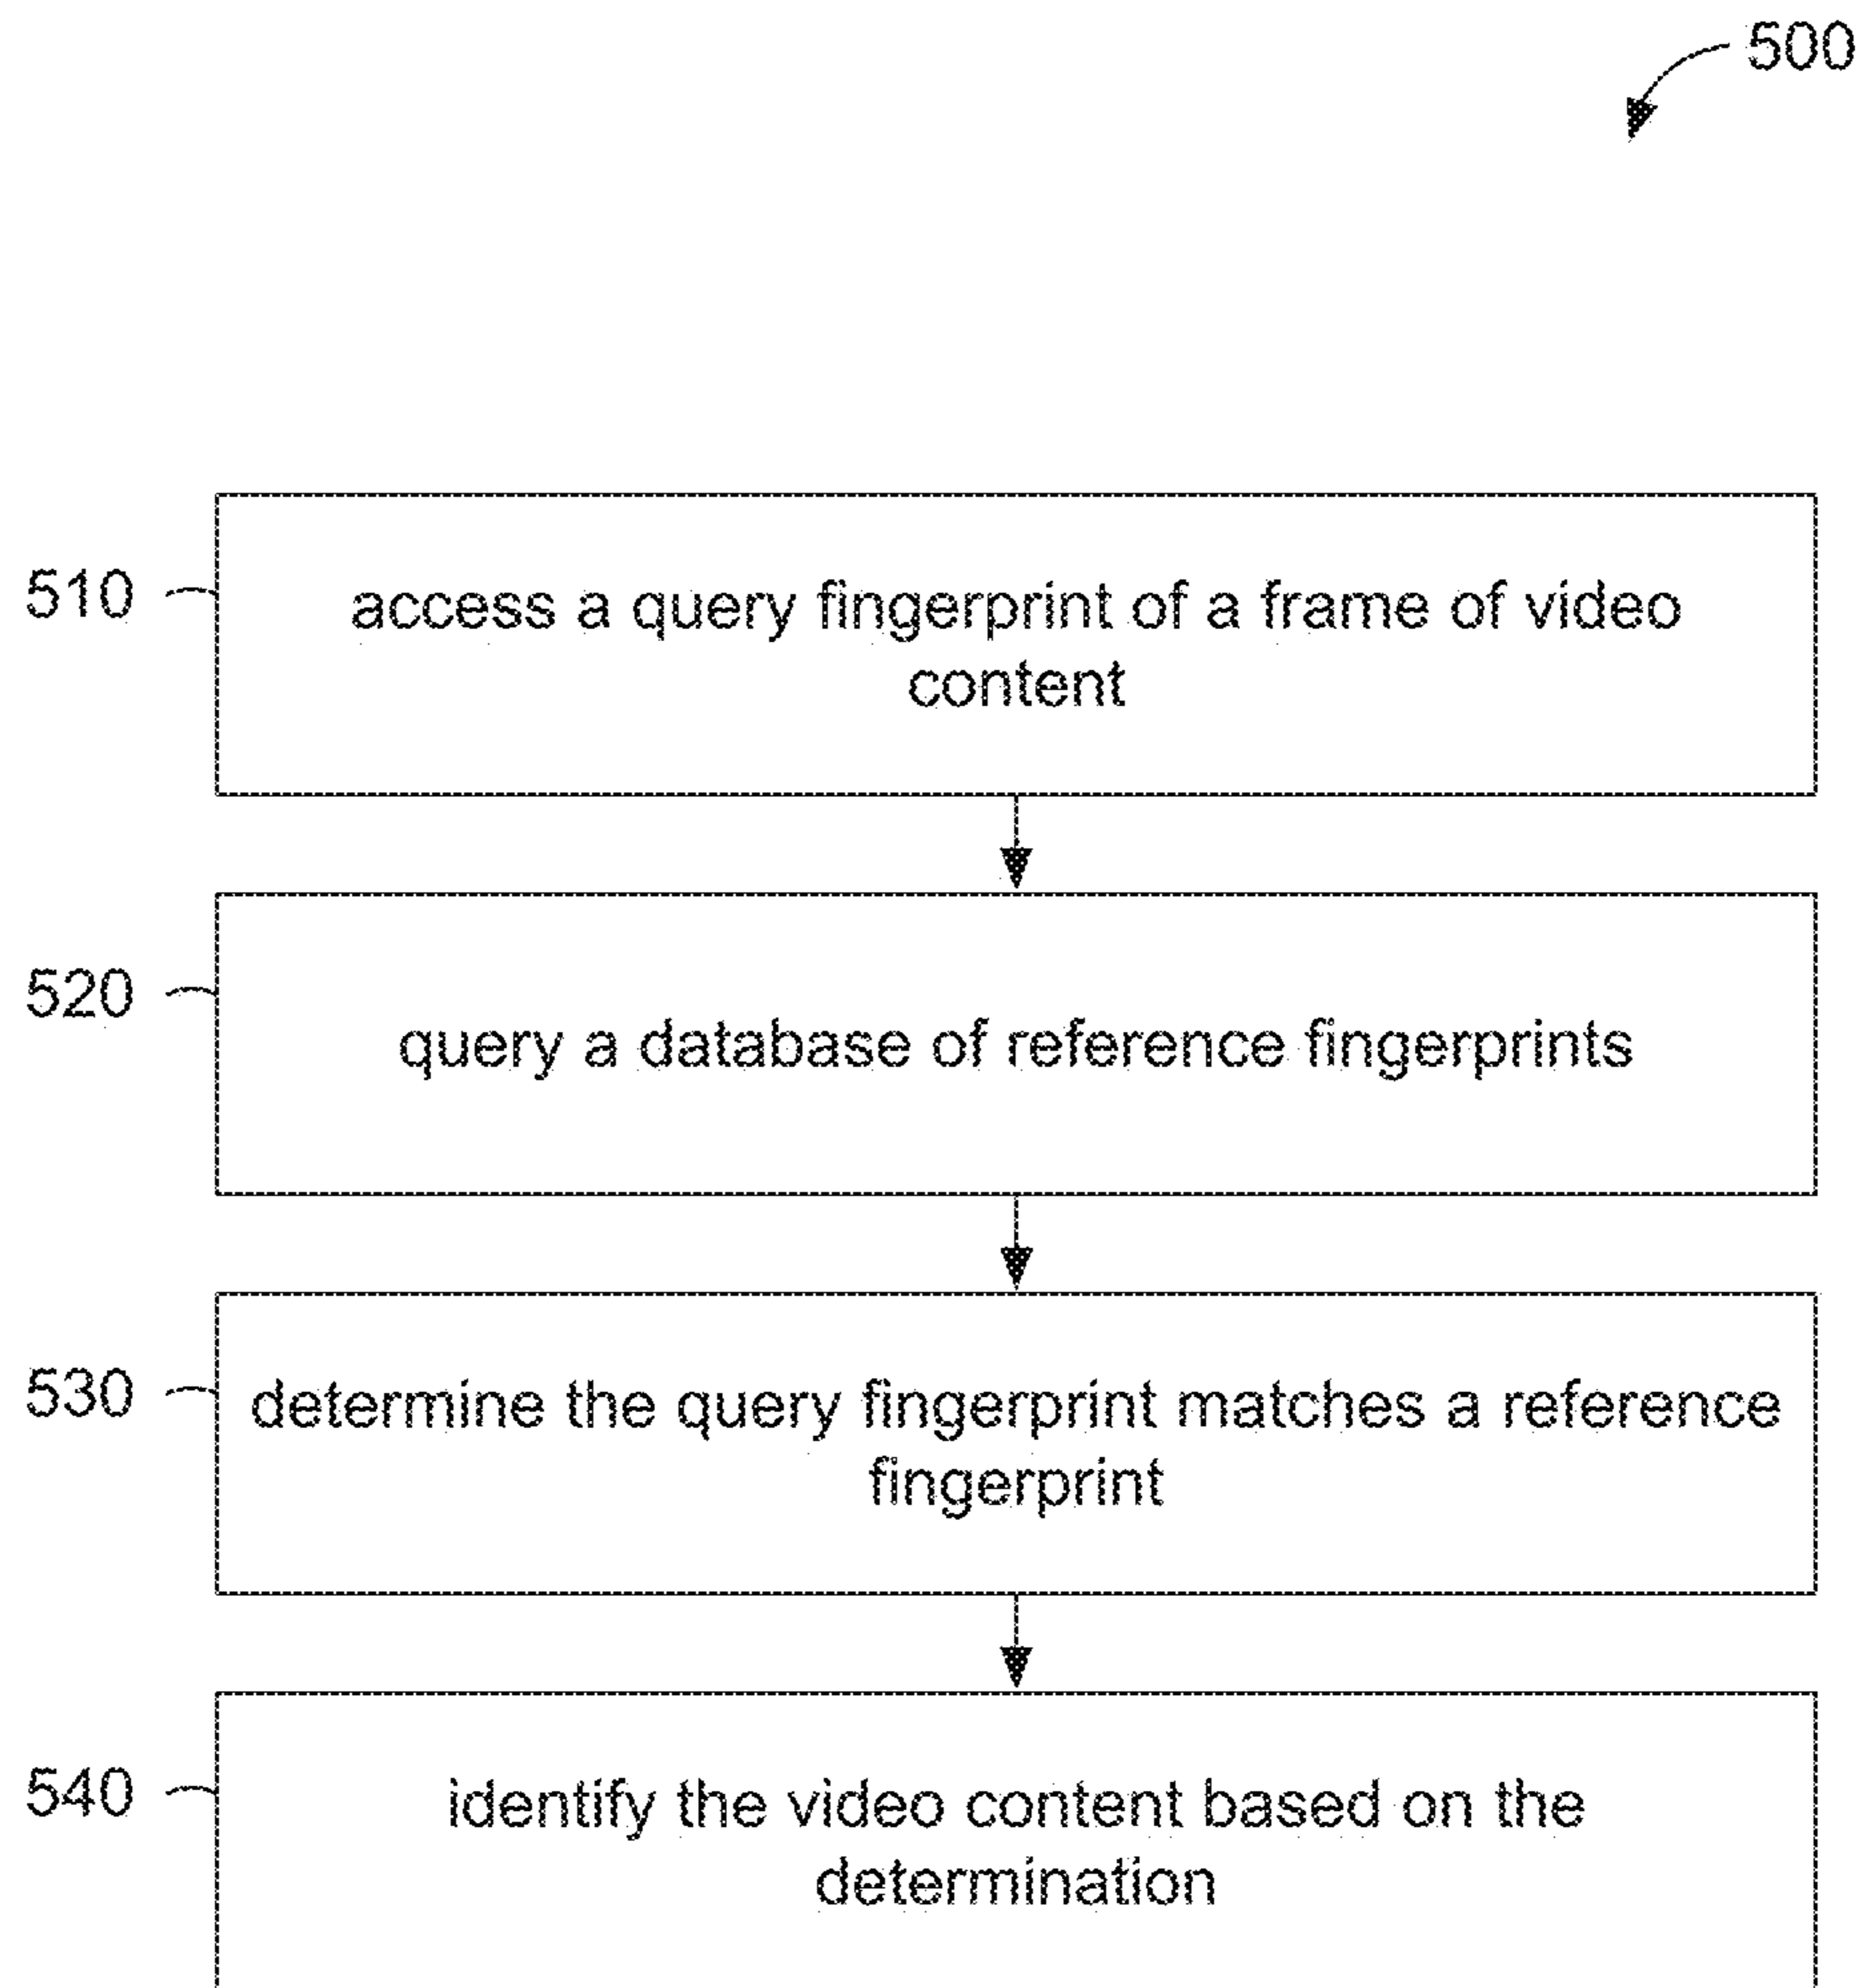 500
510
access a query fingerprint of a frame of video
content
520
query a database of reference fingerprints
530
determine the query fingerprint matches a reference
fingerprint
540
identify the video content based on the
determination